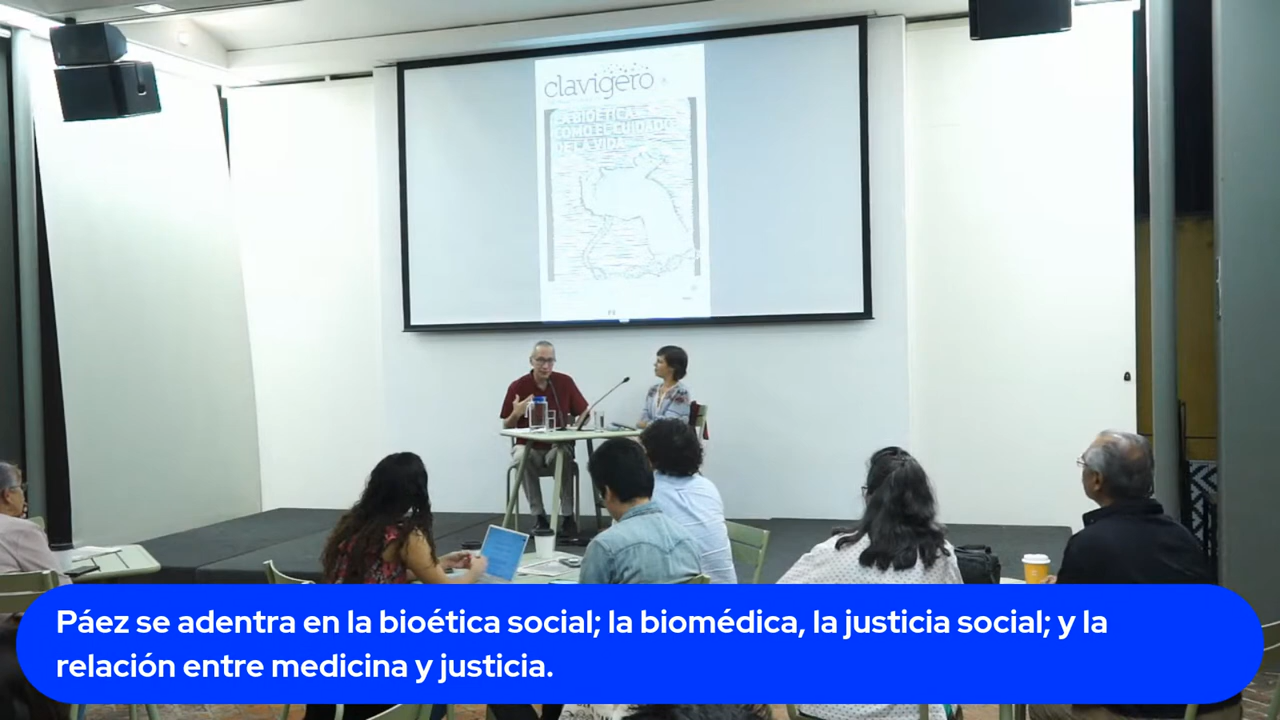 clavigero
LA BIOÉTICA
COMO EL CUIDADO
DE LA VIDA
Páez se adentra en la bioética social; la biomédica, la justicia social; y la
relación entre medicina y justicia.